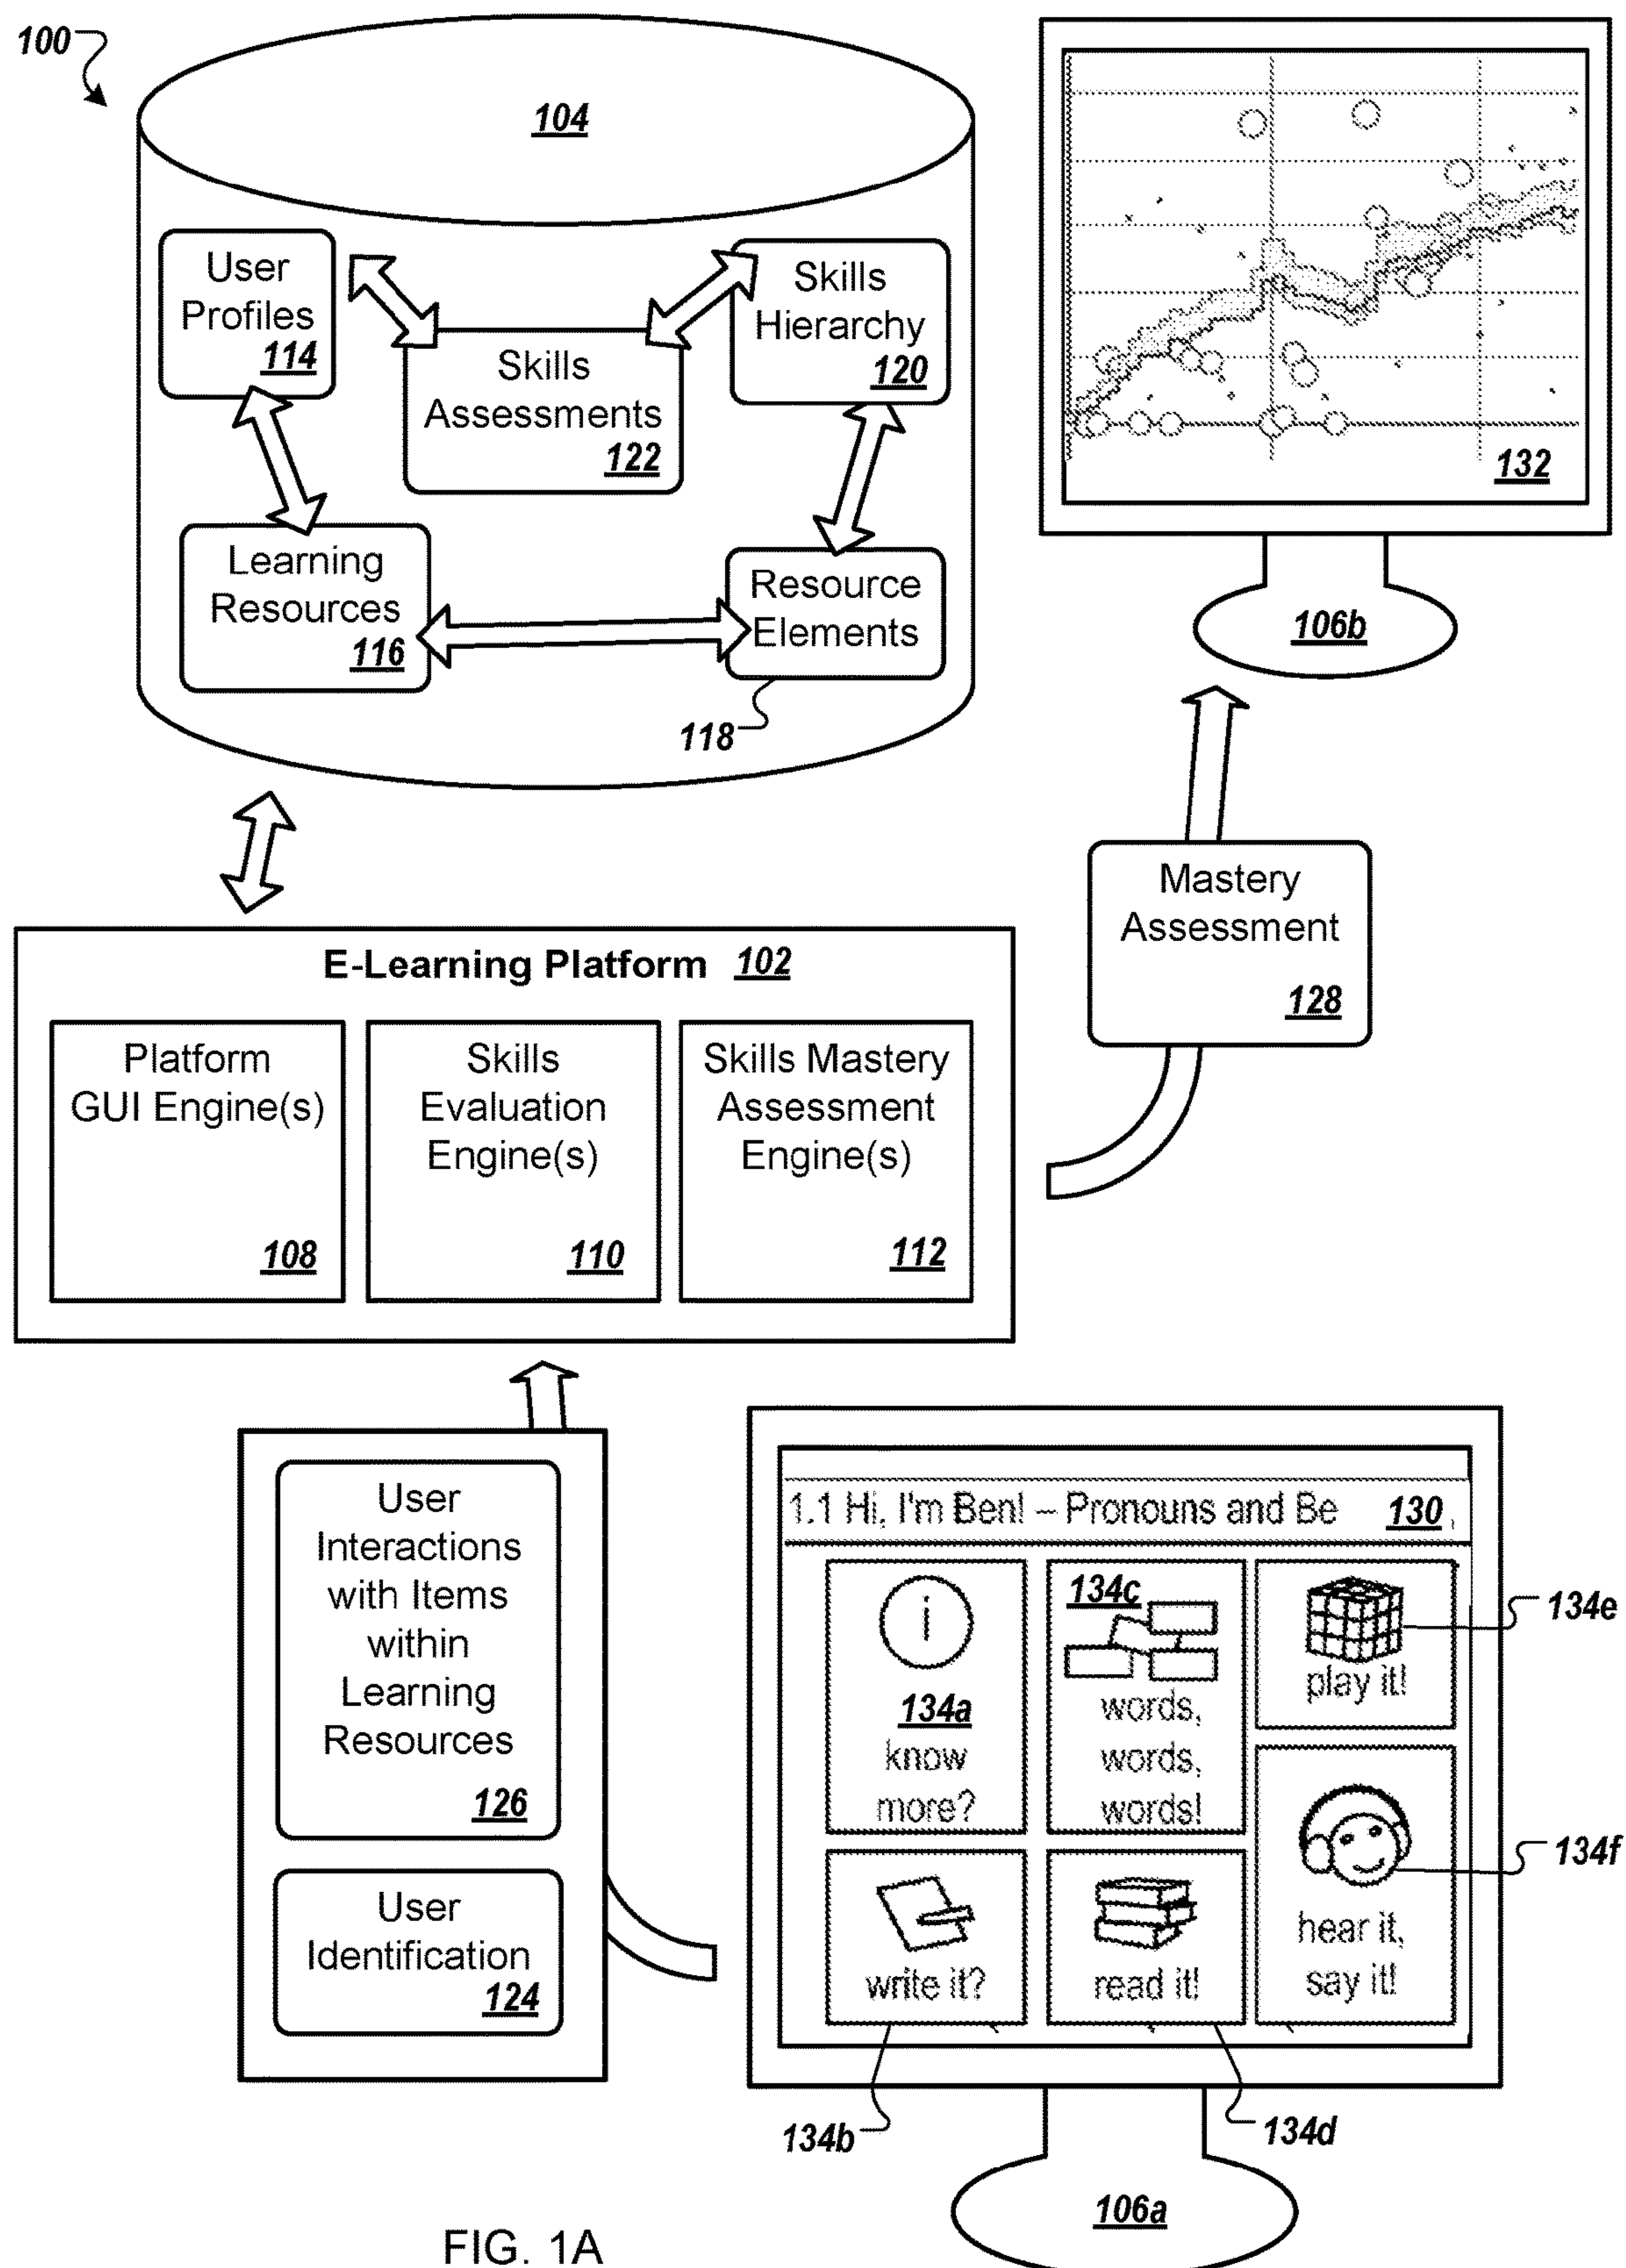 100
104
User
Profiles
114
Skills
Assessments
122
Skills
Hierarchy
120
Learning
Resources
116
Resource
Elements
118
132
106b
Mastery
Assessment
128
E-Learning Platform 102
Platform
GUI Engine(s)
108
Skills
Evaluation
Engine(s)
110
Skills Mastery
Assessment
Engine(s)
112
User
Interactions
with Items
within
Learning
Resources
126
User
Identification
124
1.1 Hi, I'm Ben! – Pronouns and Be 130
i
134a
know
more?
134c
words,
words,
words!
play it!
134e
write it?
134b
read it!
134d
hear it,
say it!
134f
106a
FIG. 1A